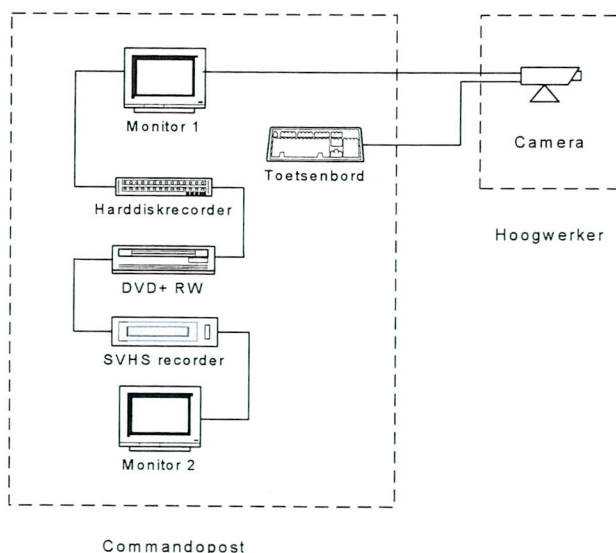 Monitor 1
Camera
Toetsenbord
Harddiskrecorder
Hoogwerker
DVD+ RW
SVHS recorder
Monitor 2
Commandopost